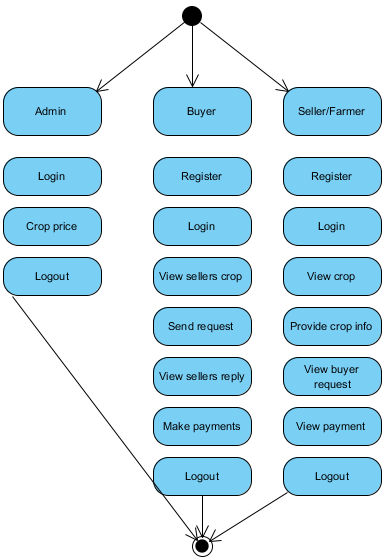 Admin
Buyer
Seller/Farmer
Login
Register
Register
Crop price
Login
Login
Logout
View sellers crop
View crop
Send request
Provide crop info
View sellers reply
View buyer
request
Make payments
View payment
Logout
Logout